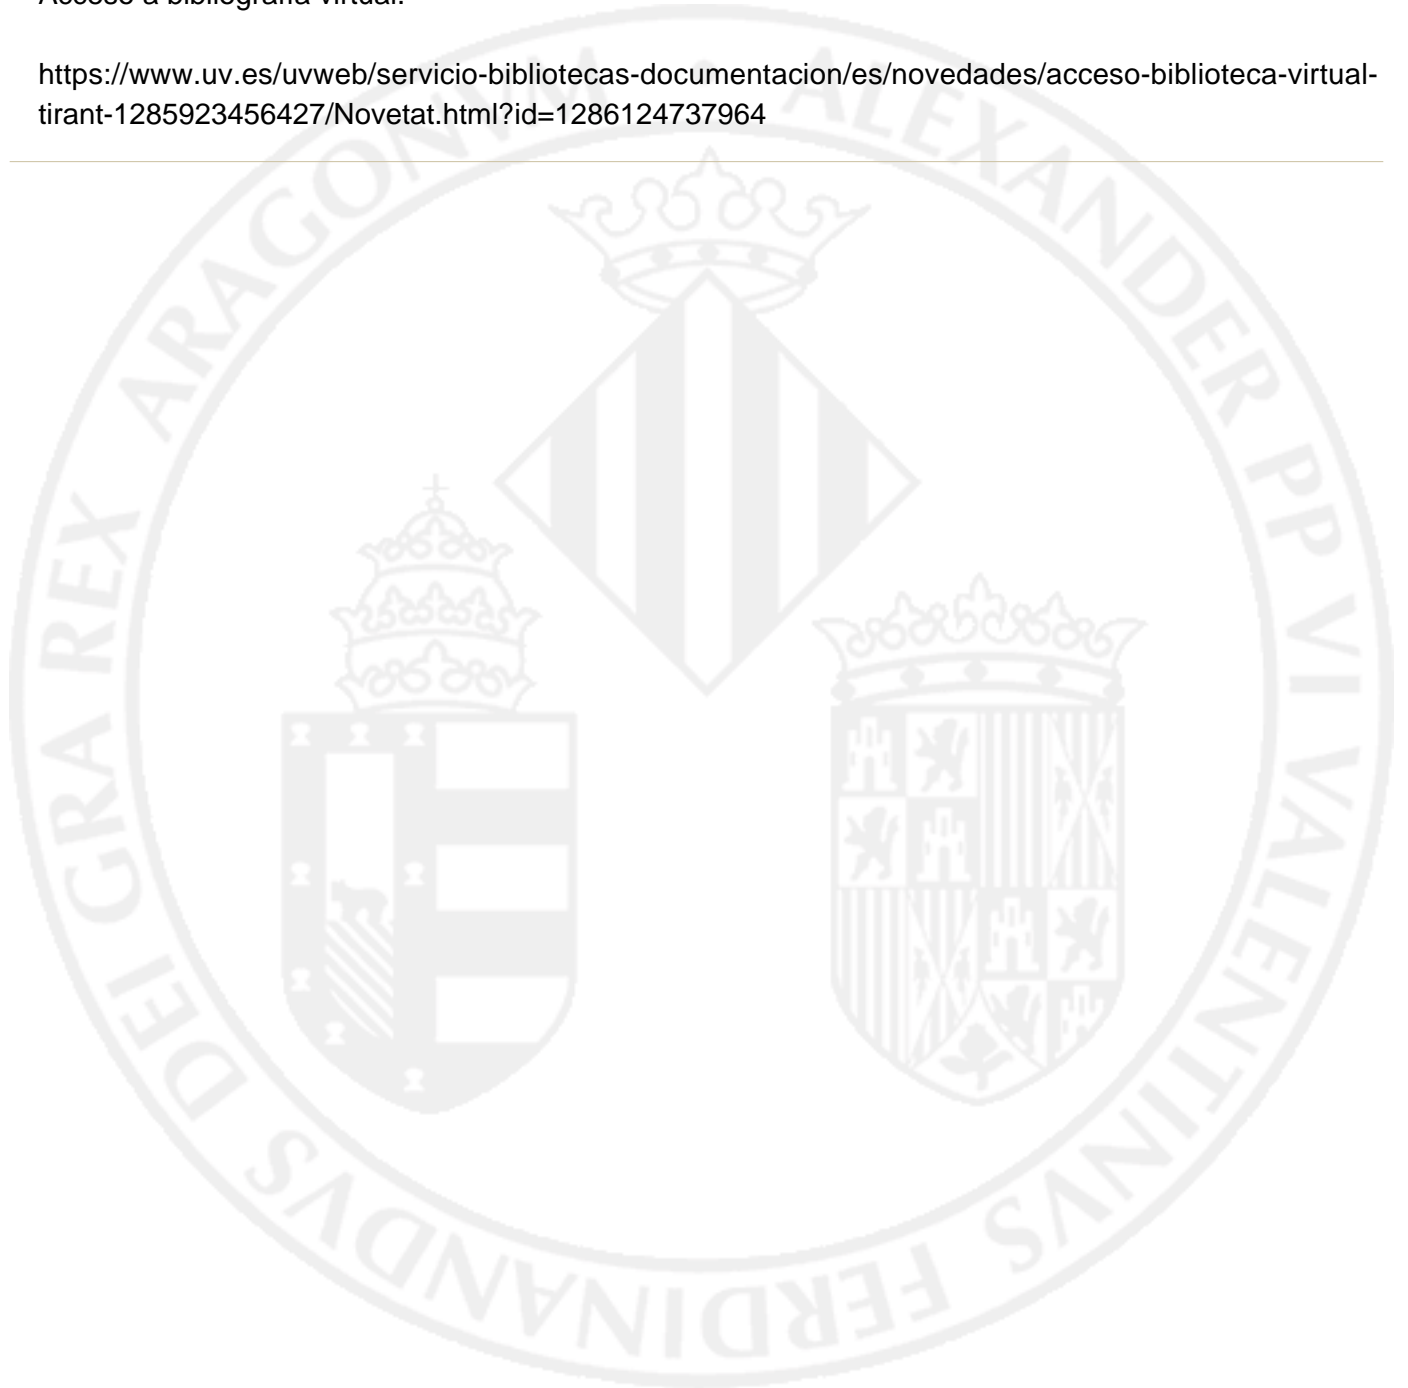 Acceso a bibliografía virtual:
https://www.uv.es/uvweb/servicio-bibliotecas-documentacion/es/novedades/acceso-biblioteca-virtual-
tirant-1285923456427/Novetat.html?id=1286124737964
FERDINANDVS DEI GRA REX ARAGONVM • ALEXANDER PP VI VALENTINVS